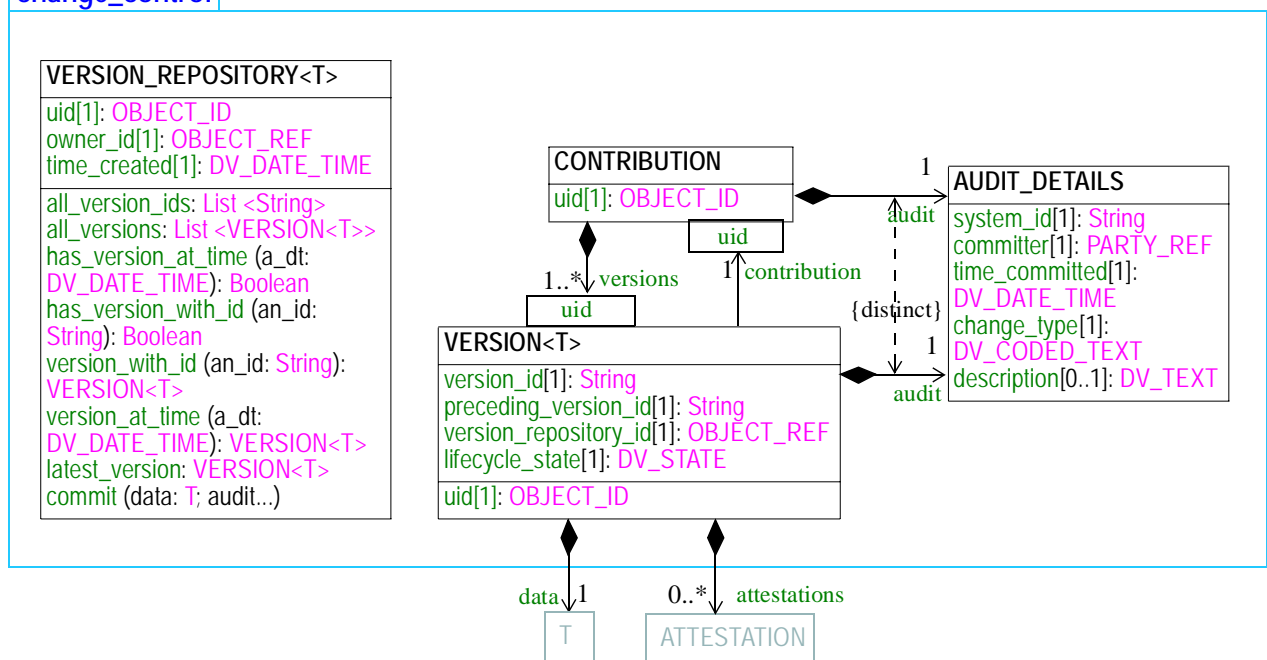 change_control
VERSION_REPOSITORY<T>
uid[1]: OBJECT_ID
owner_id[1]: OBJECT_REF
time_created[1]: DV_DATE_TIME
all_version_ids: List <String>
all_versions: List <VERSION<T>>
has_version_at_time (a_dt:
DV_DATE_TIME): Boolean
has_version_with_id (an_id:
String): Boolean
version_with_id (an_id: String):
VERSION<T>
version_at_time (a_dt:
DV_DATE_TIME): VERSION<T>
latest_version: VERSION<T>
commit (data: T; audit...)
CONTRIBUTION
uid[1]: OBJECT_ID
uid
1
audit
1..*
versions
1
contribution
uid
{distinct}
VERSION<T>
version_id[1]: String
preceding_version_id[1]: String
version_repository_id[1]: OBJECT_REF
lifecycle_state[1]: DV_STATE
uid[1]: OBJECT_ID
1
audit
AUDIT_DETAILS
system_id[1]: String
committer[1]: PARTY_REF
time_committed[1]:
DV_DATE_TIME
change_type[1]:
DV_CODED_TEXT
description[0..1]: DV_TEXT
data
1
0..*
attestations
T
ATTESTATION